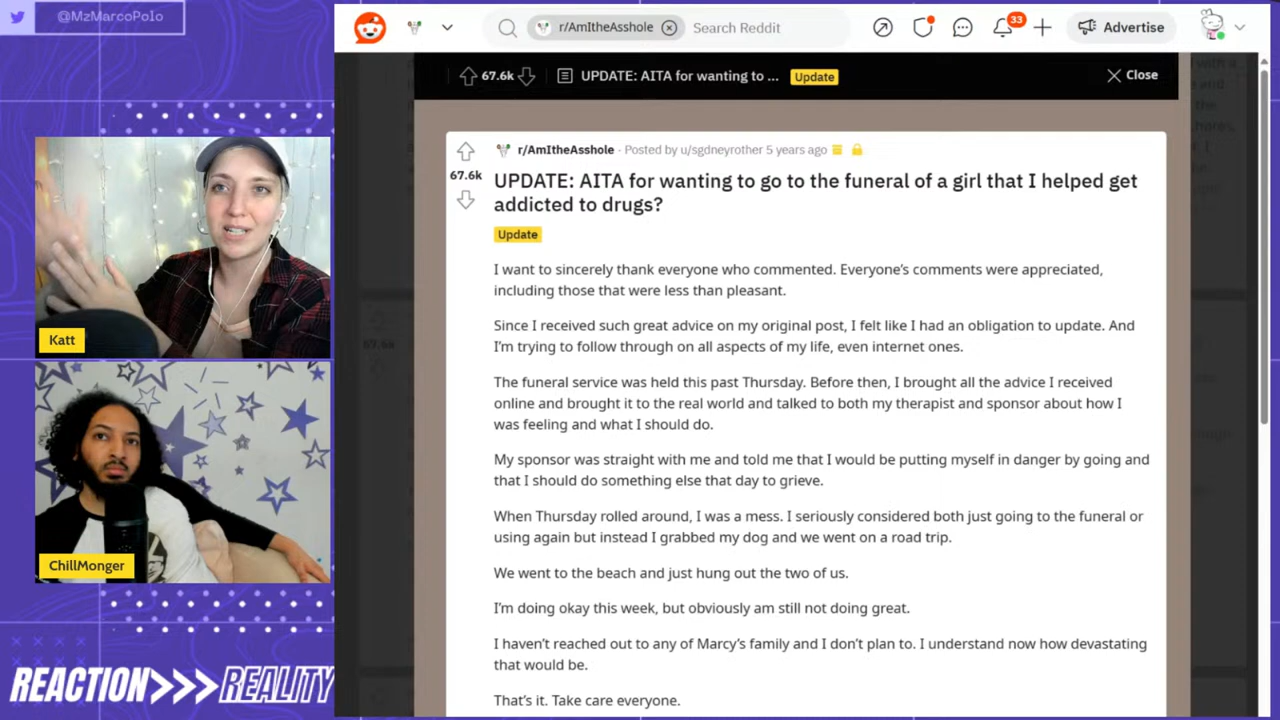 @MzMarcoPolo
r/AmItheAsshole
Search Reddit
33
Advertise
67.6k
UPDATE: AITA for wanting to ...
Update
Close
r/AmItheAsshole · Posted by u/sgdneyrother 5 years ago
67.6k
UPDATE: AITA for wanting to go to the funeral of a girl that I helped get
addicted to drugs?
Update
I want to sincerely thank everyone who commented. Everyone's comments were appreciated,
including those that were less than pleasant.
Since I received such great advice on my original post, I felt like I had an obligation to update. And
I'm trying to follow through on all aspects of my life, even internet ones.
The funeral service was held this past Thursday. Before then, I brought all the advice I received
online and brought it to the real world and talked to both my therapist and sponsor about how I
was feeling and what I should do.
My sponsor was straight with me and told me that I would be putting myself in danger by going and
that I should do something else that day to grieve.
When Thursday rolled around, I was a mess. I seriously considered both just going to the funeral or
using again but instead I grabbed my dog and we went on a road trip.
We went to the beach and just hung out the two of us.
I'm doing okay this week, but obviously am still not doing great.
I haven't reached out to any of Marcy's family and I don't plan to. I understand now how devastating
that would be.
That's it. Take care everyone.
Katt
ChillMonger
REACTION>>>REALITY